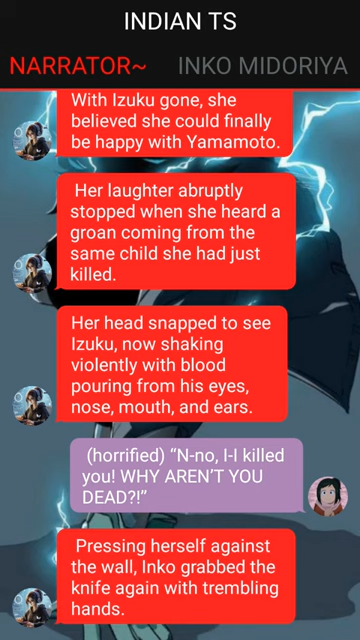 INDIAN TS
NARRATOR~ INKO MIDORIYA
With Izuku gone, she
believed she could finally
be happy with Yamamoto.
Her laughter abruptly
stopped when she heard a
groan coming from the
same child she had just
killed.
Her head snapped to see
Izuku, now shaking
violently with blood
pouring from his eyes,
nose, mouth, and ears.
(horrified) “N-no, I-I killed
you! WHY AREN’T YOU
DEAD?!”
Pressing herself against
the wall, Inko grabbed the
knife again with trembling
hands.